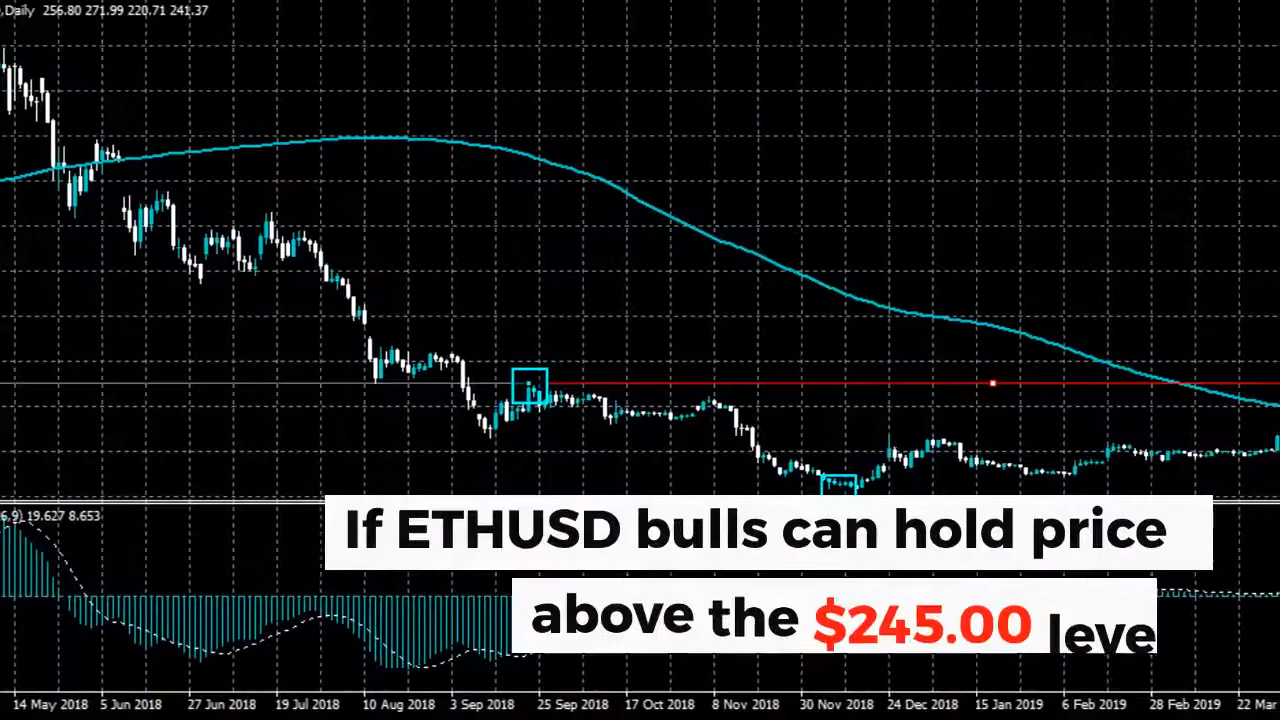 ,Daily 256.80 271.99 220.71 241.37
If ETHUSD bulls can hold price
above the $245.00 leve
6,9) 19.627 8.653
14 May 2018 5 Jun 2018 27 Jun 2018 19 Jul 2018 10 Aug 2018 3 Sep 2018 25 Sep 2018 17 Oct 2018 8 Nov 2018 30 Nov 2018 24 Dec 2018 15 Jan 2019 6 Feb 2019 28 Feb 2019 22 Mar